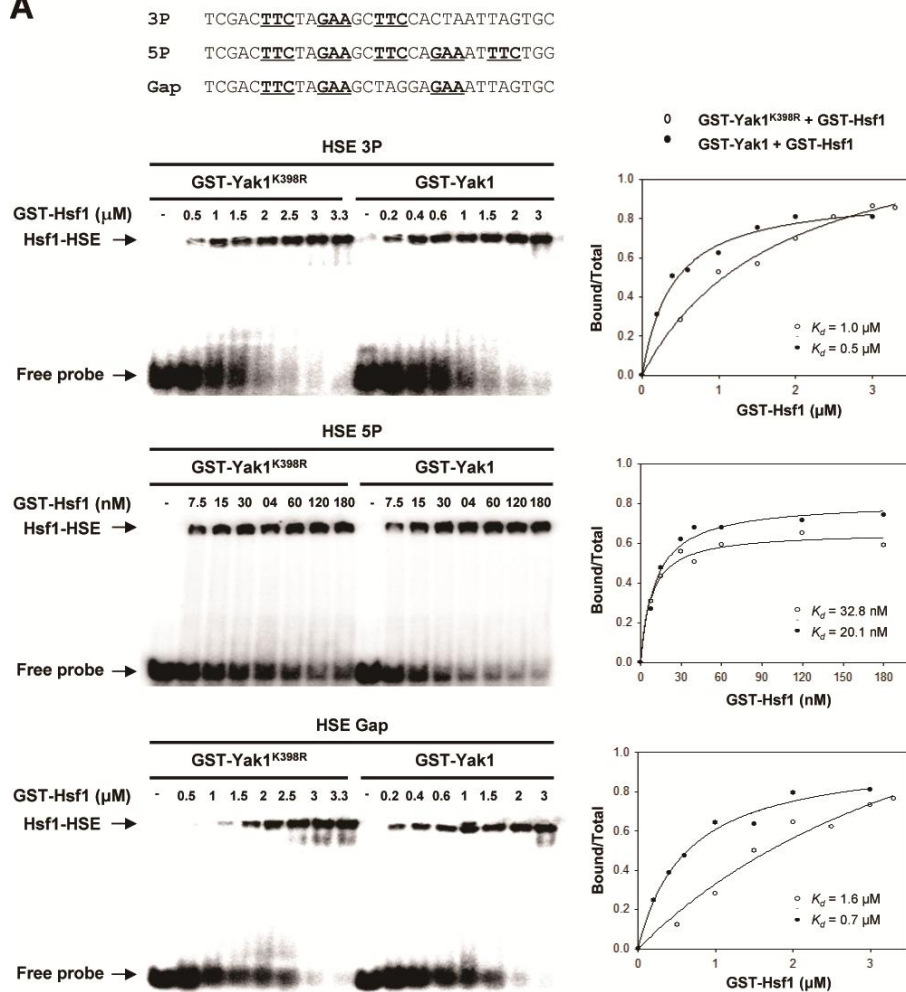 A
3P TCGACTTCTAGAAGCTTCCACTAATTAGTGC
5P TCGACTTCTAGAAGCTTCCAGAAATTTCTGG
Gap TCGACTTCTAGAAGCTAGGAGAAATTAGTGC
HSE 3P
GST-Yak1K398R GST-Yak1
GST-Hsf1 (µM) - 0.5 1 1.5 2 2.5 3 3.3 - 0.2 0.4 0.6 1 1.5 2 3
Hsf1-HSE
Free probe
GST-Yak1K398R + GST-Hsf1
GST-Yak1 + GST-Hsf1
Bound/Total
1.0
0.8
0.6
0.4
0.2
0.0
Kd = 1.0 µM
Kd = 0.5 µM
0 1 2 3
GST-Hsf1 (µM)
HSE 5P
GST-Yak1K398R GST-Yak1
GST-Hsf1 (nM) - 7.5 15 30 04 60 120 180 - 7.5 15 30 04 60 120 180
Hsf1-HSE
Free probe
Bound/Total
1.0
0.8
0.6
0.4
0.2
0.0
Kd = 32.8 nM
Kd = 20.1 nM
0 30 60 90 120 150 180
GST-Hsf1 (nM)
HSE Gap
GST-Yak1K398R GST-Yak1
GST-Hsf1 (µM) - 0.5 1 1.5 2 2.5 3 3.3 - 0.2 0.4 0.6 1 1.5 2 3
Hsf1-HSE
Free probe
Bound/Total
1.0
0.8
0.6
0.4
0.2
0.0
Kd = 1.6 µM
Kd = 0.7 µM
0 1 2 3
GST-Hsf1 (µM)